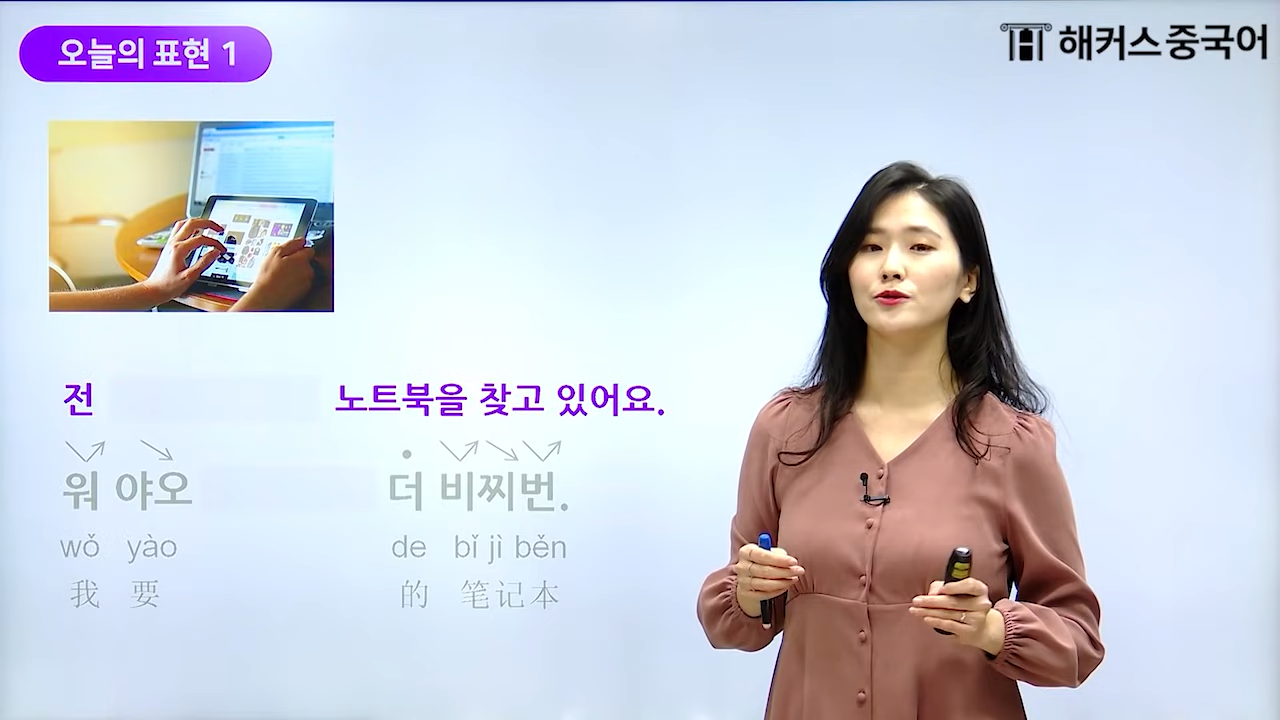 오늘의 표현 1
해커스중국어
전 노트북을 찾고 있어요.
워 야오 더 비찌번.
wǒ yào de bǐ jì běn
我 要 的 笔记本